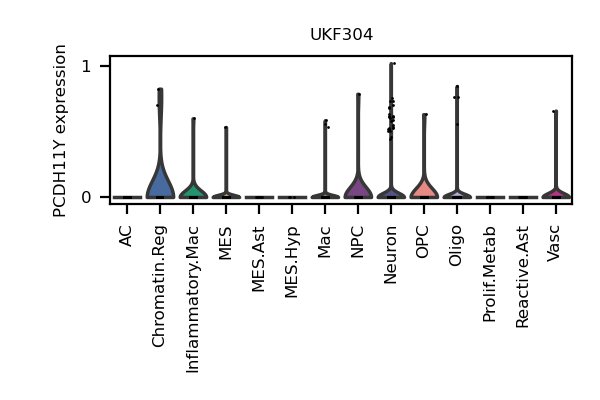 UKF304
PCDH11Y expression
1
0
AC
Chromatin.Reg
Inflammatory.Mac
MES
MES.Ast
MES.Hyp
Mac
NPC
Neuron
OPC
Oligo
Prolif.Metab
Reactive.Ast
Vasc